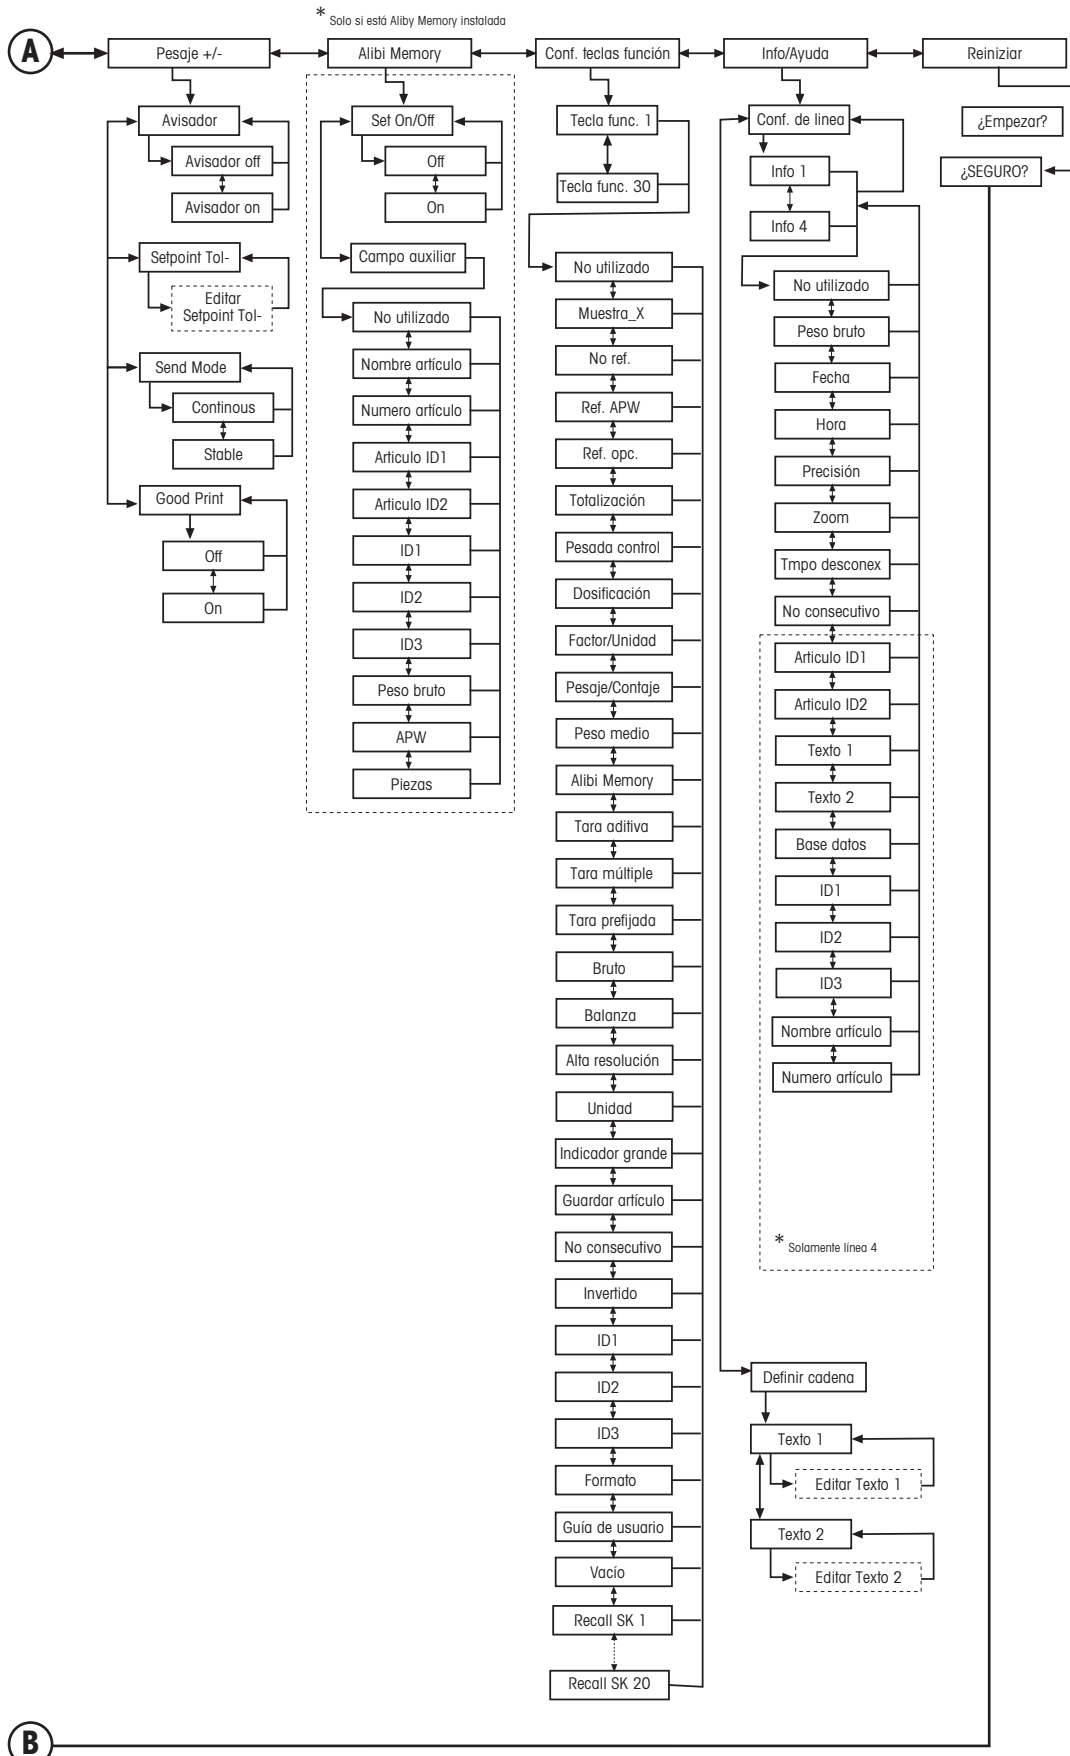 * Solo si está Aliby Memory instalada
A
Pesaje +/-
Alibi Memory
Conf. teclas función
Info/Ayuda
Reiniziar
Avisador
Avisador off
Avisador on
Setpoint Tol-
Editar
Setpoint Tol-
Send Mode
Continous
Stable
Good Print
Off
On
Set On/Off
Off
On
Campo auxiliar
No utilizado
Nombre artículo
Numero artículo
Articulo ID1
Articulo ID2
ID1
ID2
ID3
Peso bruto
APW
Piezas
Tecla func. 1
Tecla func. 30
No utilizado
Muestra_X
No ref.
Ref. APW
Ref. opc.
Totalización
Pesada control
Dosificación
Factor/Unidad
Pesaje/Contaje
Peso medio
Alibi Memory
Tara aditiva
Tara múltiple
Tara prefijada
Bruto
Balanza
Alta resolución
Unidad
Indicador grande
Guardar artículo
No consecutivo
Invertido
ID1
ID2
ID3
Formato
Guía de usuario
Vacío
Recall SK 1
Recall SK 20
Conf. de linea
Info 1
Info 4
No utilizado
Peso bruto
Fecha
Hora
Precisión
Zoom
Tmpo desconex
No consecutivo
Articulo ID1
Articulo ID2
Texto 1
Texto 2
Base datos
ID1
ID2
ID3
Nombre artículo
Numero artículo
* Solamente línea 4
Definir cadena
Texto 1
Editar Texto 1
Texto 2
Editar Texto 2
¿Empezar?
¿SEGURO?
B